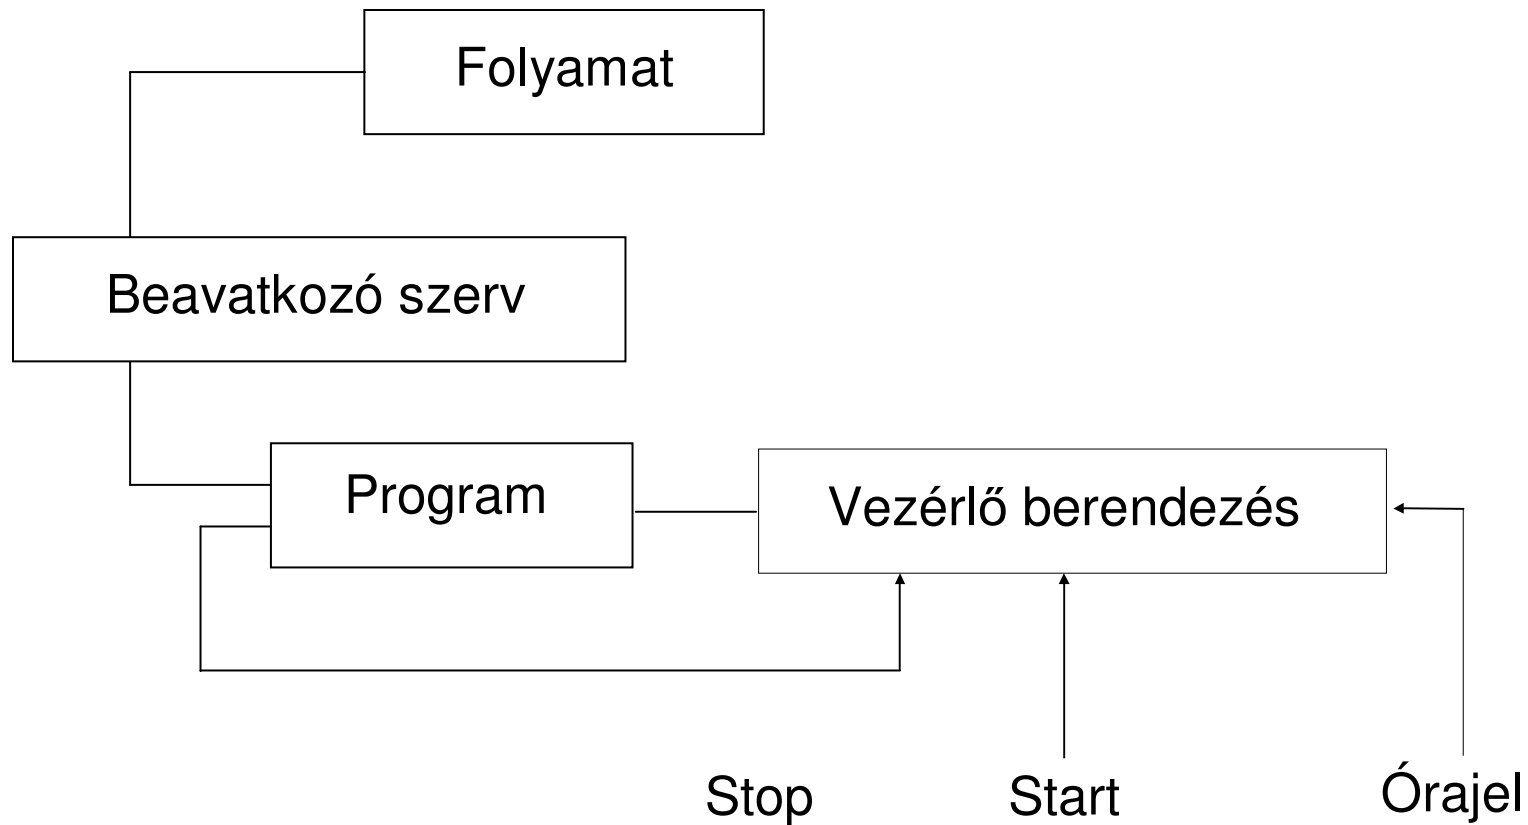 Folyamat
Beavatkozó szerv
Program
Vezérlő berendezés
Stop
Start
Órajel